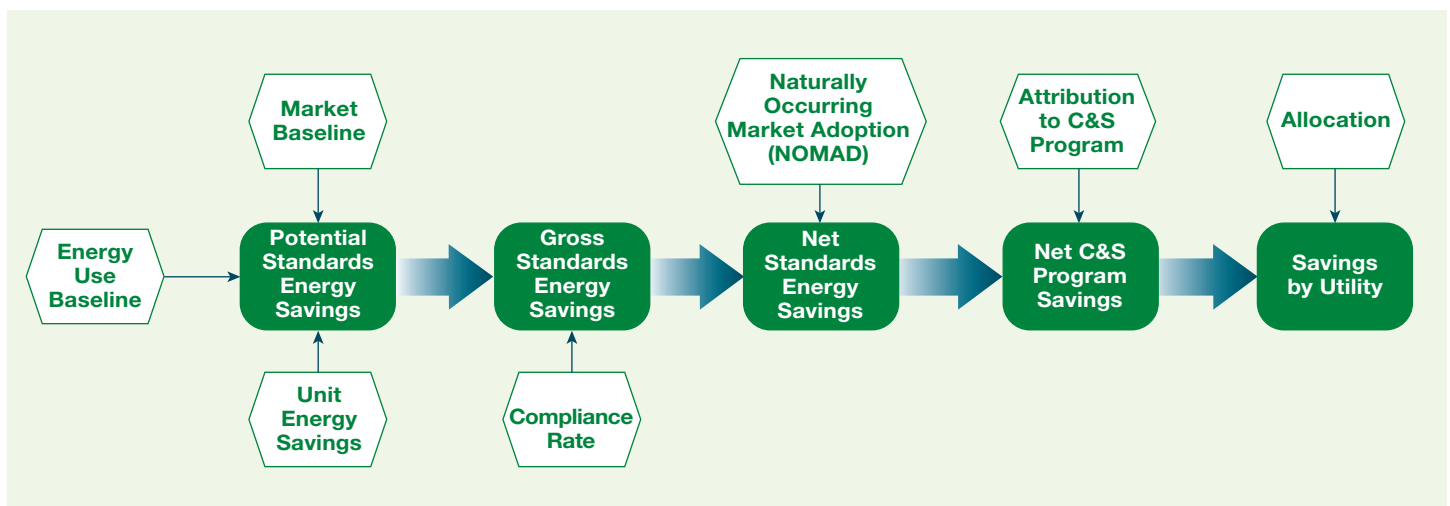 Market
Baseline
Naturally
Occurring
Market Adoption
(NOMAD)
Attribution
to C&S
Program
Allocation
Energy
Use
Baseline
Potential
Standards
Energy
Savings
Gross
Standards
Energy
Savings
Net
Standards
Energy
Savings
Net C&S
Program
Savings
Savings
by Utility
Unit
Energy
Savings
Compliance
Rate